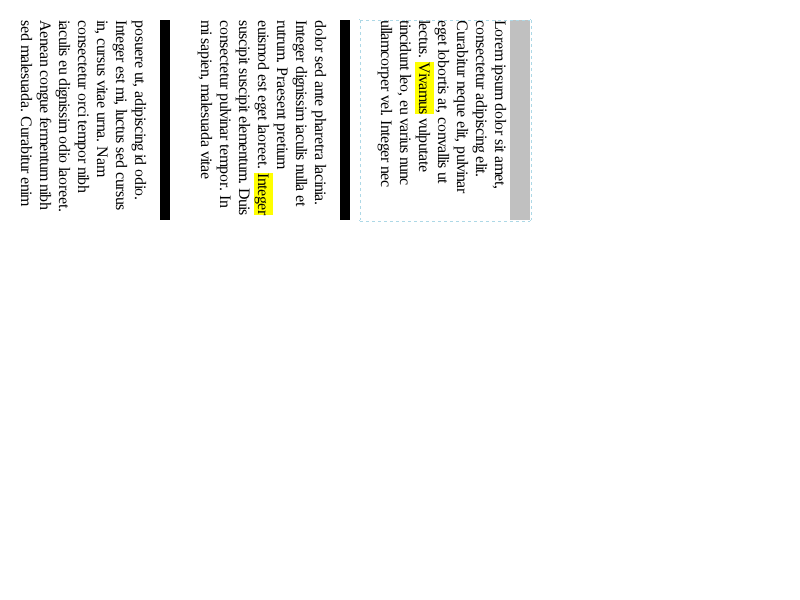 Lorem ipsum dolor sit amet,
consectetur adipiscing elit.
Curabitur neque elit, pulvinar
eget lobortis at, convallis ut
lectus. Vivamus vulputate
tincidunt leo, eu varius nunc
ullamcorper vel. Integer nec
dolor sed ante pharetra lacinia.
Integer dignissim iaculis nulla et
rutrum. Praesent pretium
euismod est eget laoreet. Integer
suscipit suscipit elementum. Duis
consectetur pulvinar tempor. In
mi sapien, malesuada vitae
posuere ut, adipiscing id odio.
Integer est mi, luctus sed cursus
in, cursus vitae urna. Nam
consectetur orci tempor nibh
iaculis eu dignissim odio laoreet.
Aenean congue fermentum nibh
sed malesuada. Curabitur enim